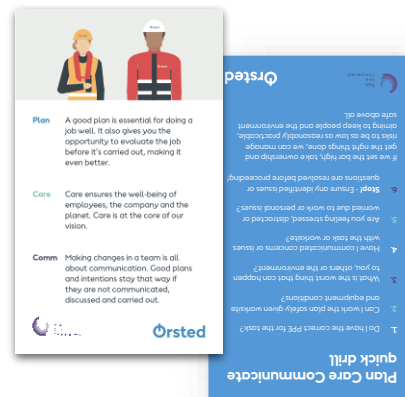 Plan
A good plan is essential for doing a
job well. It also gives you the
opportunity to evaluate the job
before it's carried out, making it
even better.
Care
Care ensures the well-being of
employees, the company and the
planet. Care is at the core of our
vision.
Comm
Making changes in a team is all
about communication. Good plans
and intentions stay that way if
they are not communicated,
discussed and carried out.
Ørsted
Plan Care Communicate
quick drill
1. Do I have the correct PPE for the task?
2. Can I work the plan safely given worksite
and equipment conditions?
3. What is the worst thing that can happen
to you, others or the environment?
4. Have I communicated concerns or issues
with the task or worksite?
5. Are you feeling stressed, distracted or
worried due to work or personal issues?
6. Stop! - Ensure any identified issues or
questions are resolved before proceeding!
If we set the bar high, take ownership and
get the right things done, we can manage
risks to be as low as reasonably practicable,
aiming to keep people and the environment
safe above all.
Ørsted